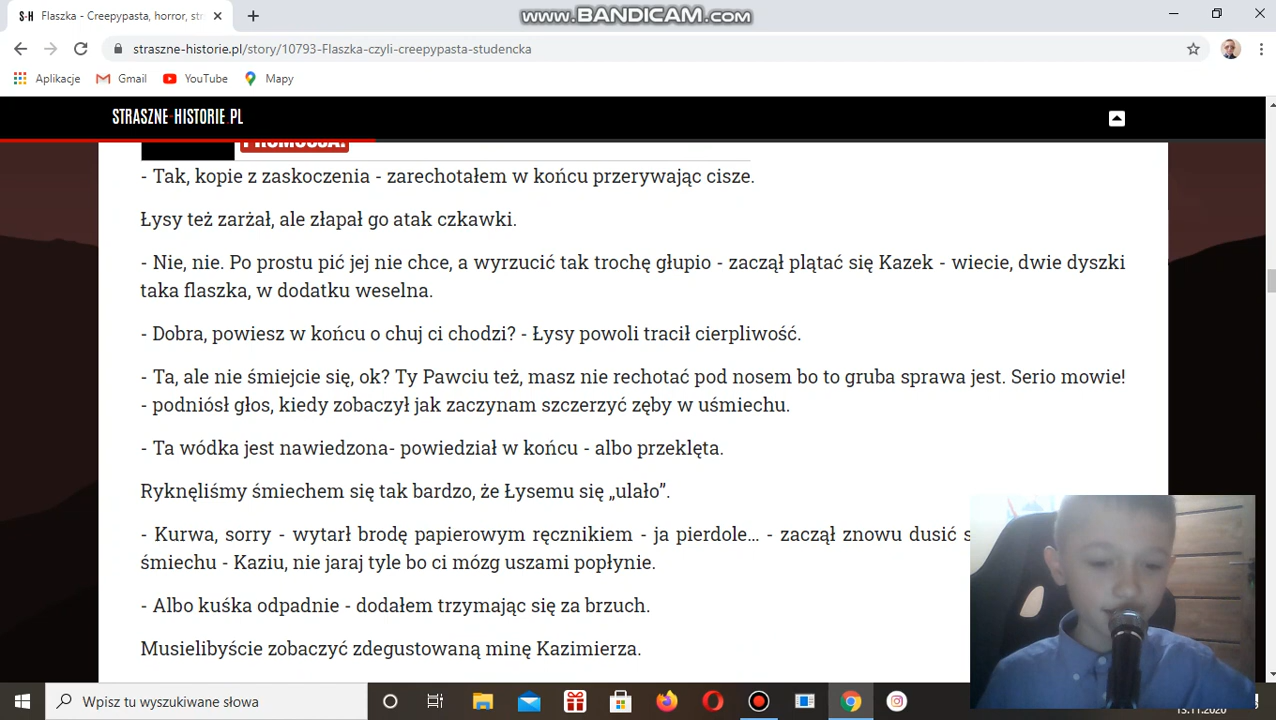 Flaszka - Creepypasta, horror, str
www.BANDICAM.com
straszne-historie.pl/story/10793-Flaszka-czyli-creepypasta-studencka
Aplikacje Gmail YouTube Mapy
STRASZNE-HISTORIE.PL
- Tak, kopie z zaskoczenia - zarechotałem w końcu przerywając cisze.
Łysy też zarżał, ale złapał go atak czkawki.
- Nie, nie. Po prostu pić jej nie chce, a wyrzucić tak trochę głupio - zaczął plątać się Kazek - wiecie, dwie dyszki
taka flaszka, w dodatku weselna.
- Dobra, powiesz w końcu o chuj ci chodzi? - Łysy powoli tracił cierpliwość.
- Ta, ale nie śmiejcie się, ok? Ty Pawciu też, masz nie rechotać pod nosem bo to gruba sprawa jest. Serio mowie!
- podniósł głos, kiedy zobaczył jak zaczynam szczerzyć zęby w uśmiechu.
- Ta wódka jest nawiedzona- powiedział w końcu - albo przeklęta.
Ryknęliśmy śmiechem się tak bardzo, że Łysemu się „ulało”.
- Kurwa, sorry - wytarł brodę papierowym ręcznikiem - ja pierdole... - zaczął znowu dusić
śmiechu - Kaziu, nie jaraj tyle bo ci mózg uszami popłynie.
- Albo kuśka odpadnie - dodałem trzymając się za brzuch.
Musielibyście zobaczyć zdegustowaną minę Kazimierza.
Wpisz tu wyszukiwane słowa
13.11.2020